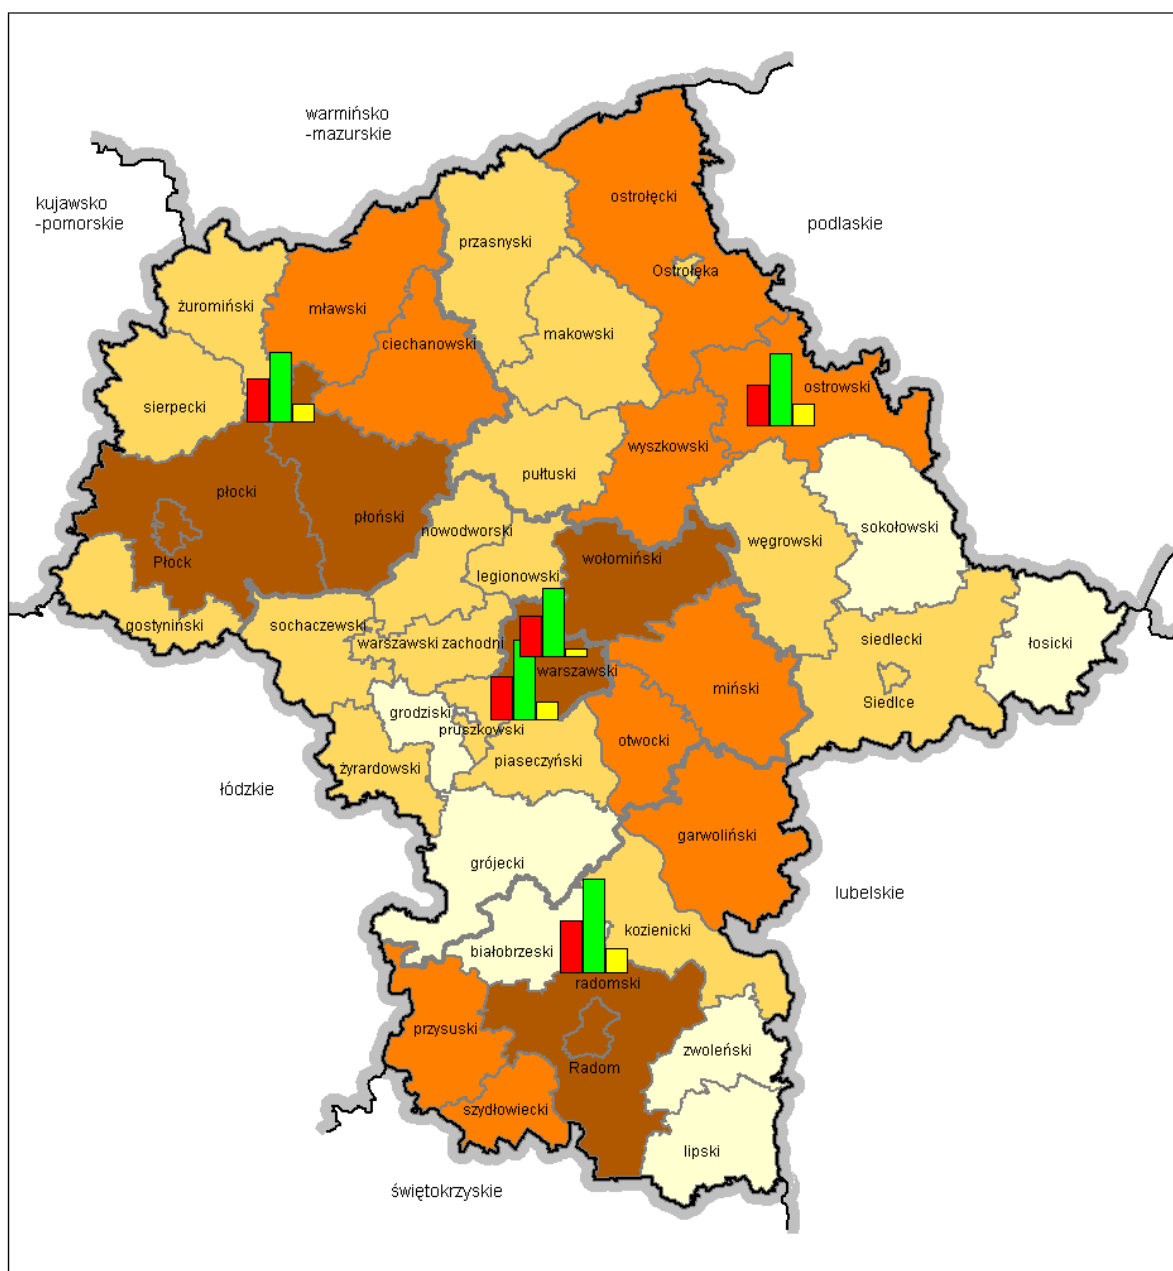 warmińsko
-mazurskie
kujawsko
-pomorskie
podlaskie
ostrołęcki
przasnyski
Ostrołęka
żuromiński
mławski
makowski
ciechanowski
sierpecki
ostrowski
wyszkowski
pułtuski
płocki
płoński
sokołowski
nowodworski
węgrowski
Płock
wołomiński
legionowski
gostyniński
sochaczewski
siedlecki
łosicki
warszawski zachodni
warszawski
miński
Siedlce
grodziski
pruszkowski
otwocki
piaseczyński
żyrardowski
łódzkie
garwoliński
grójecki
lubelskie
kozienicki
białobrzeski
radomski
przysuski
zwoleński
Radom
szydłowiecki
lipski
świętokrzyskie